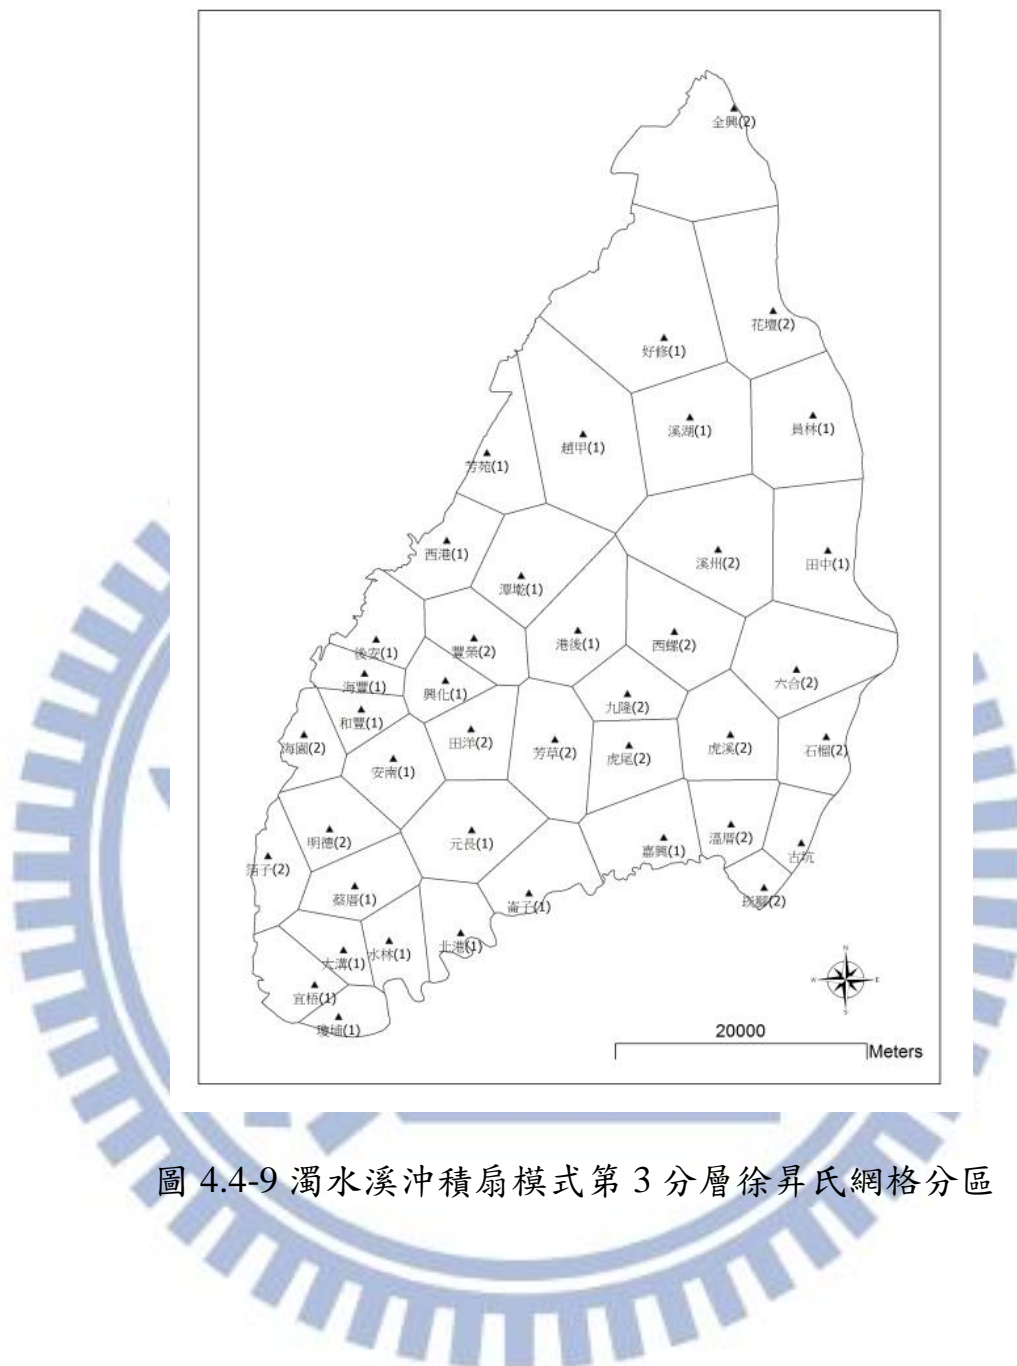 全興(2)
花壇(2)
好修(1)
溪湖(1)
員林(1)
趙甲(1)
芳苑(1)
西港(1)
溪州(2)
田中(1)
潭墘(1)
後安(1)
豐榮(2)
港後(1)
西螺(2)
海豐(1)
興化(1)
六合(2)
和豐(1)
九隆(2)
海園(2)
田洋(2)
芳草(2)
虎尾(2)
虎溪(2)
石榴(2)
安南(1)
明德(2)
元長(1)
嘉興(1)
溫厝(2)
古坑
箔子(2)
蔡厝(1)
崙子(1)
崁腳(2)
大溝(1)
水林(1)
北港(1)
宜梧(1)
瓊埔(1)
N
W E
S
20000
Meters
圖 4.4-9 濁水溪沖積扇模式第 3 分層徐昇氏網格分區